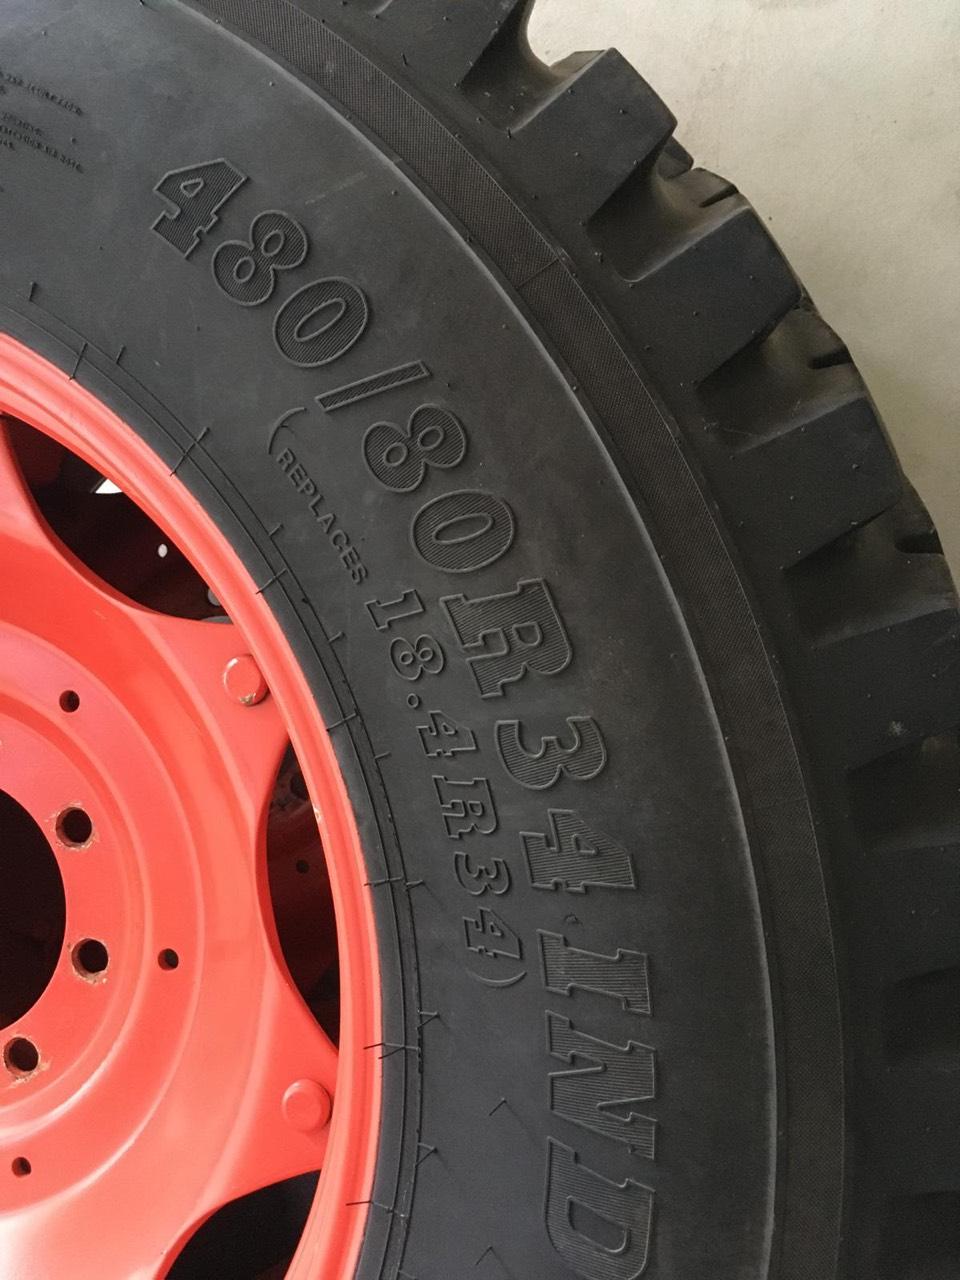 480/80R34 IND
(REPLACES 18.4R34)